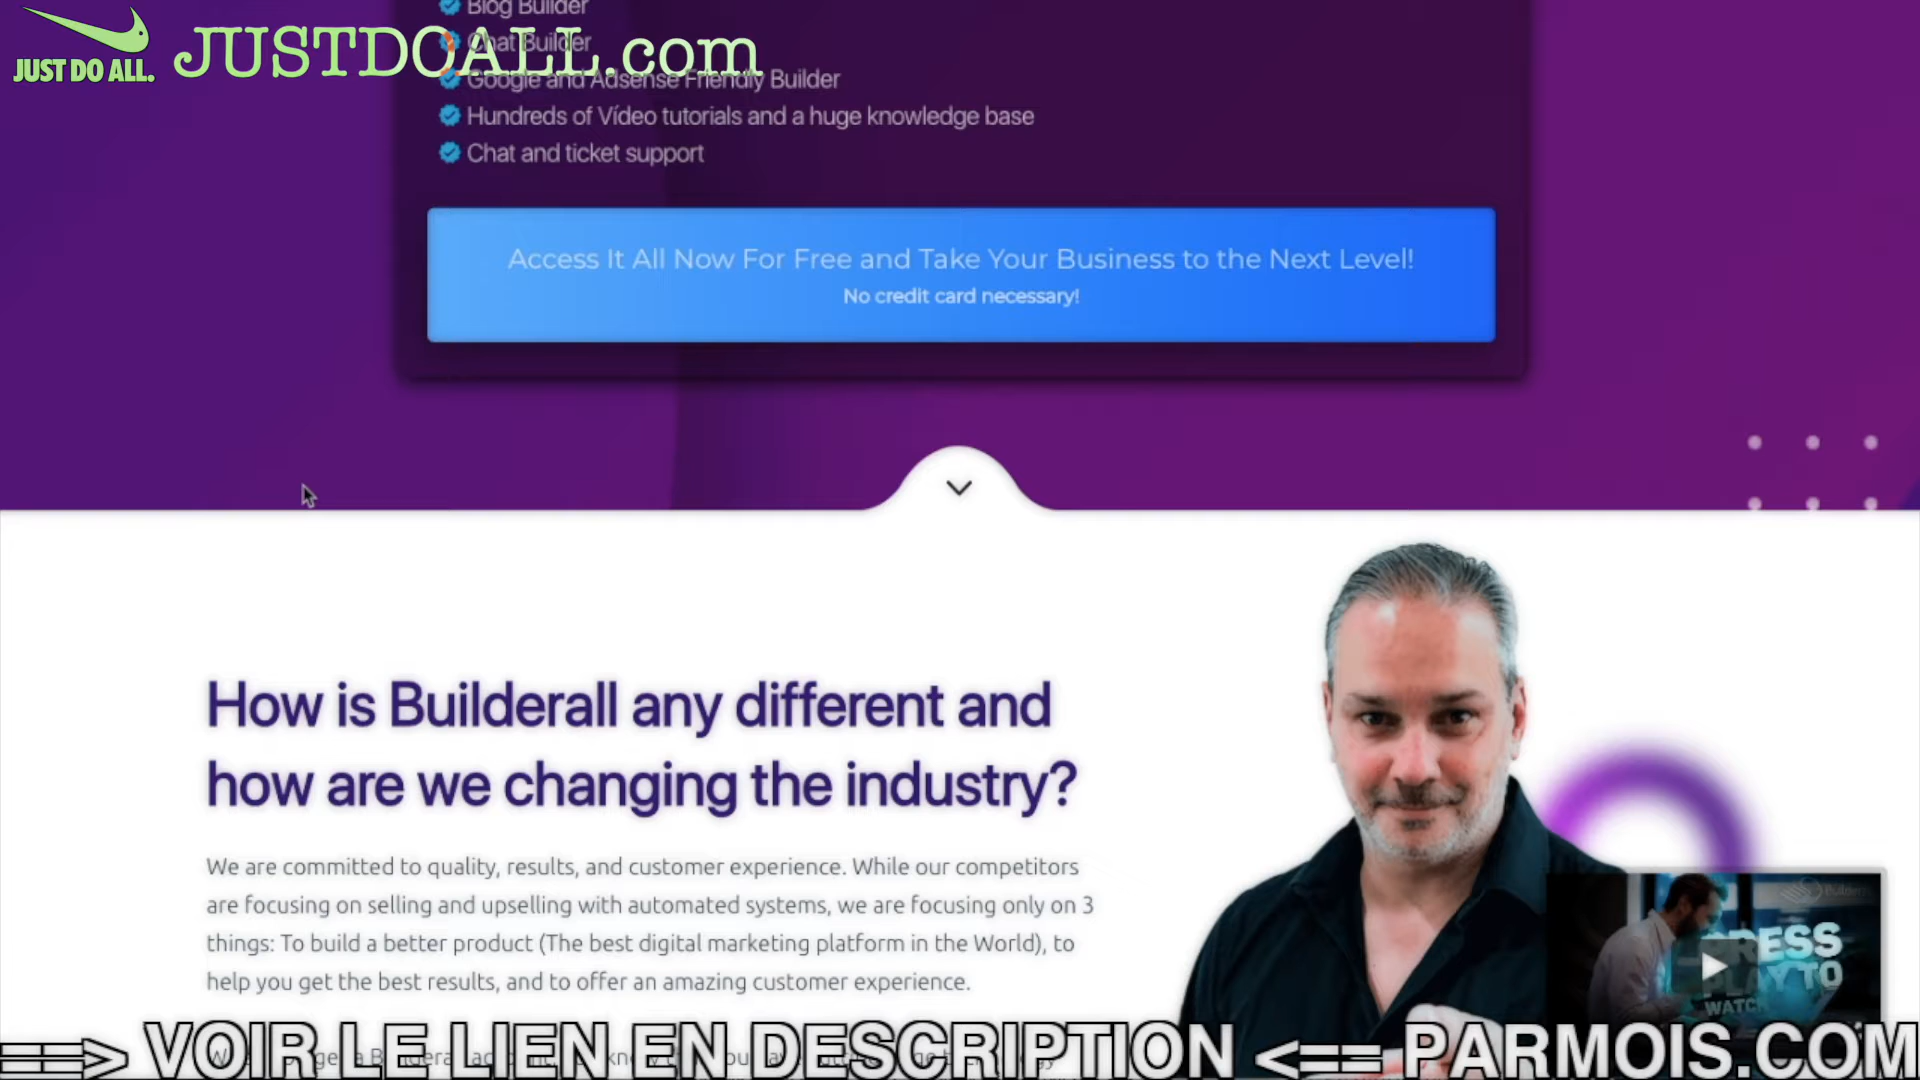 Blog Builder
JUST DO ALL.
JUSTDOALL.com
Chat Builder
Google and Adsense Friendly Builder
Hundreds of Vídeo tutorials and a huge knowledge base
Chat and ticket support
Access It All Now For Free and Take Your Business to the Next Level!
No credit card necessary!
How is Builderall any different and
how are we changing the industry?
We are committed to quality, results, and customer experience. While our competitors
are focusing on selling and upselling with automated systems, we are focusing only on 3
things: To build a better product (The best digital marketing platform in the World), to
help you get the best results, and to offer an amazing customer experience.
PRESS
PLAY TO
WATCH
==> VOIR LE LIEN EN DESCRIPTION <== PARMOIS.COM